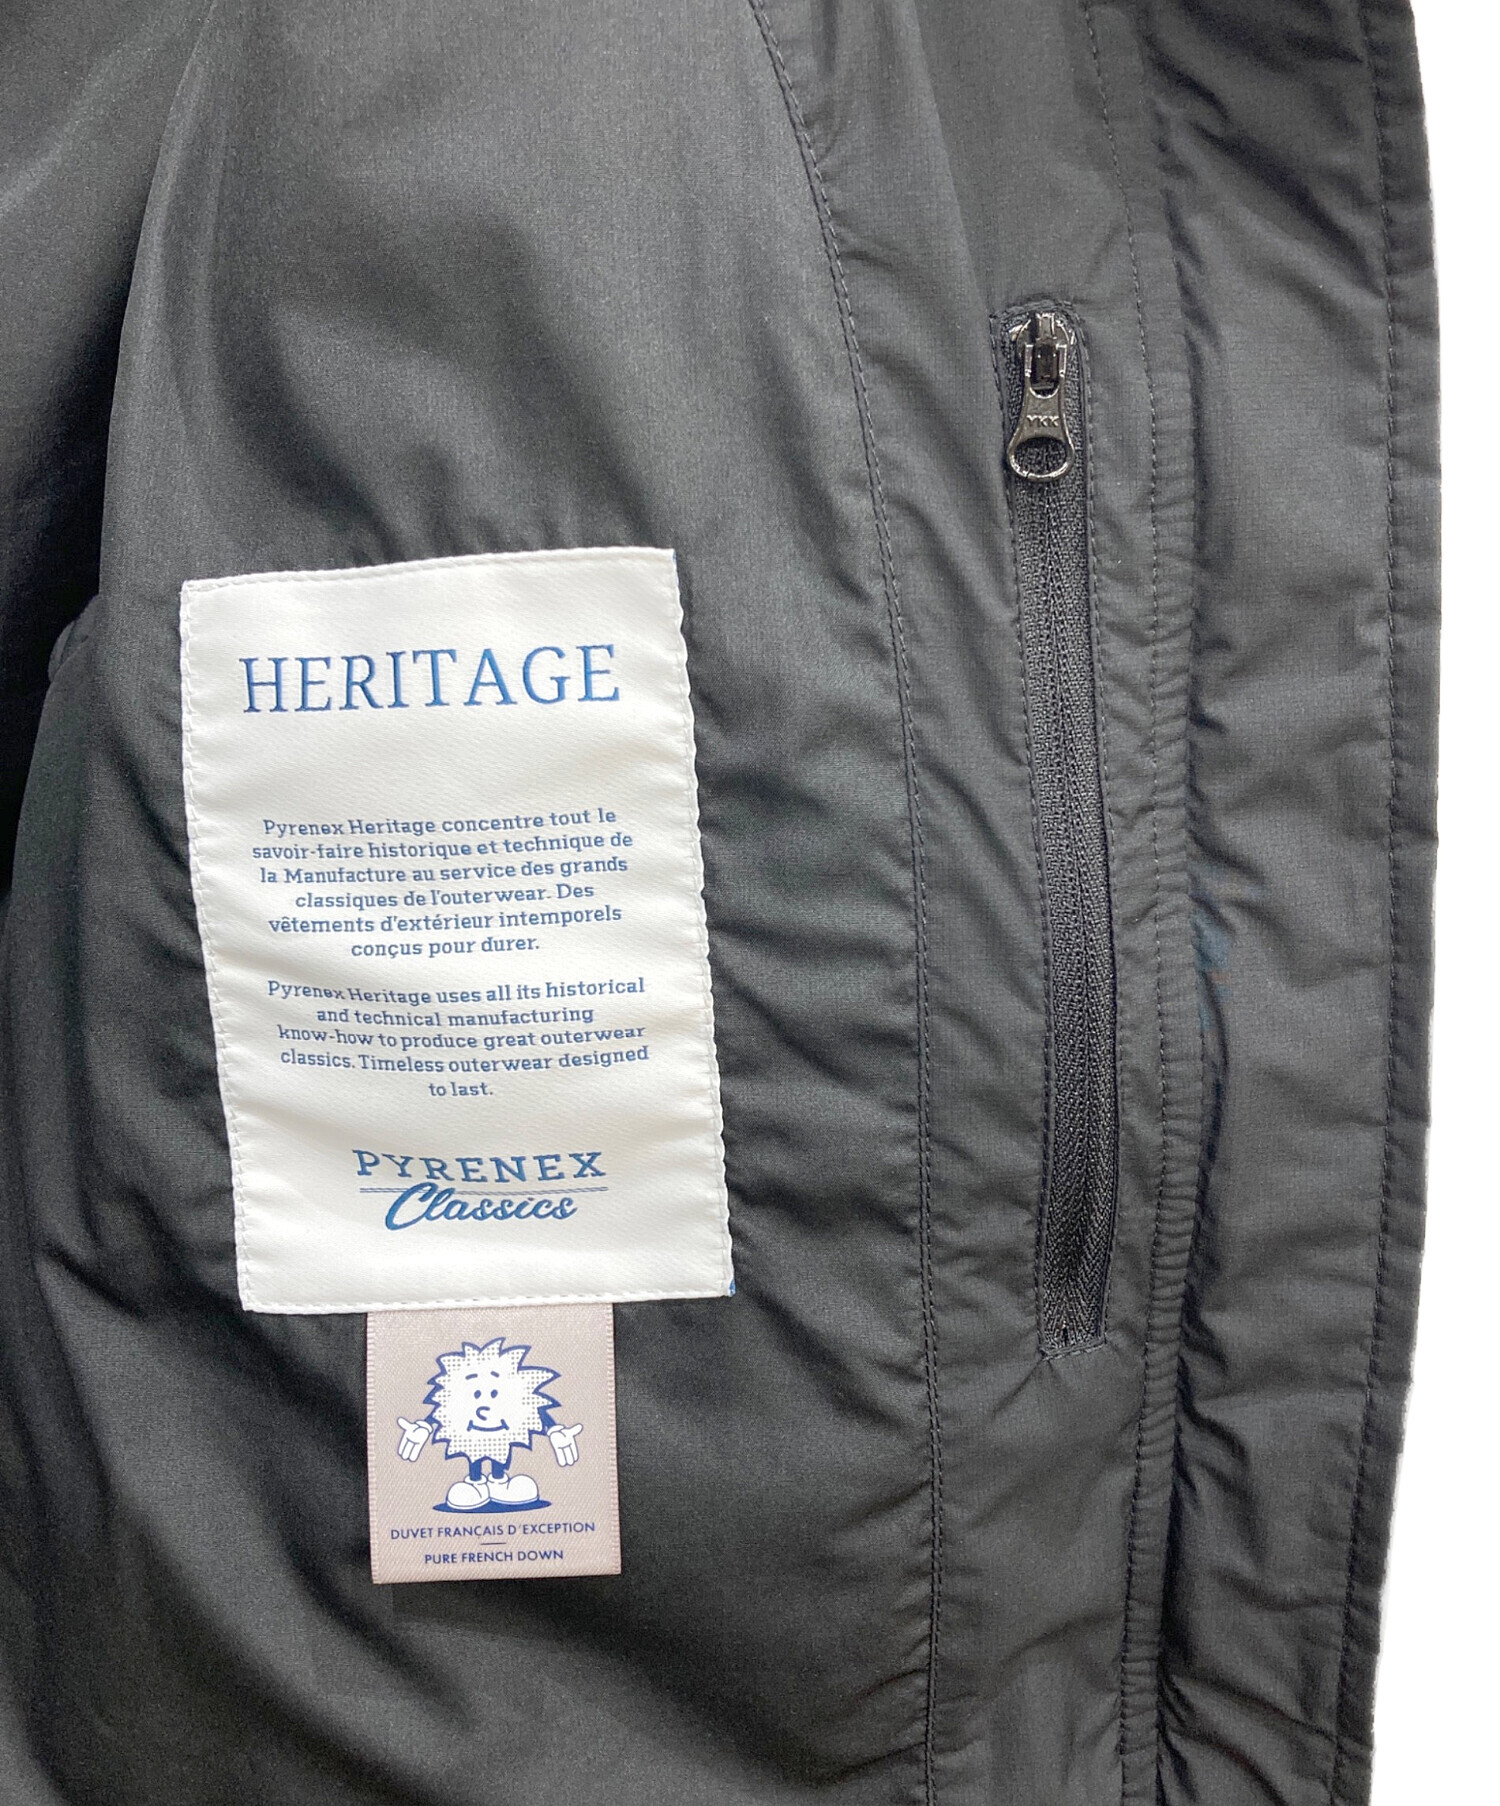 YKK
HERITAGE
Pyrenex Heritage concentre tout le
savoir-faire historique et technique de
la Manufacture au service des grands
classiques de l'outerwear. Des
vêtements d'extérieur intemporels
conçus pour durer.
Pyrenex Heritage uses all its historical
and technical manufacturing
know-how to produce great outerwear
classics. Timeless outerwear designed
to last.
PYRENEX
Classics
DUVET FRANÇAIS D'EXCEPTION
PURE FRENCH DOWN